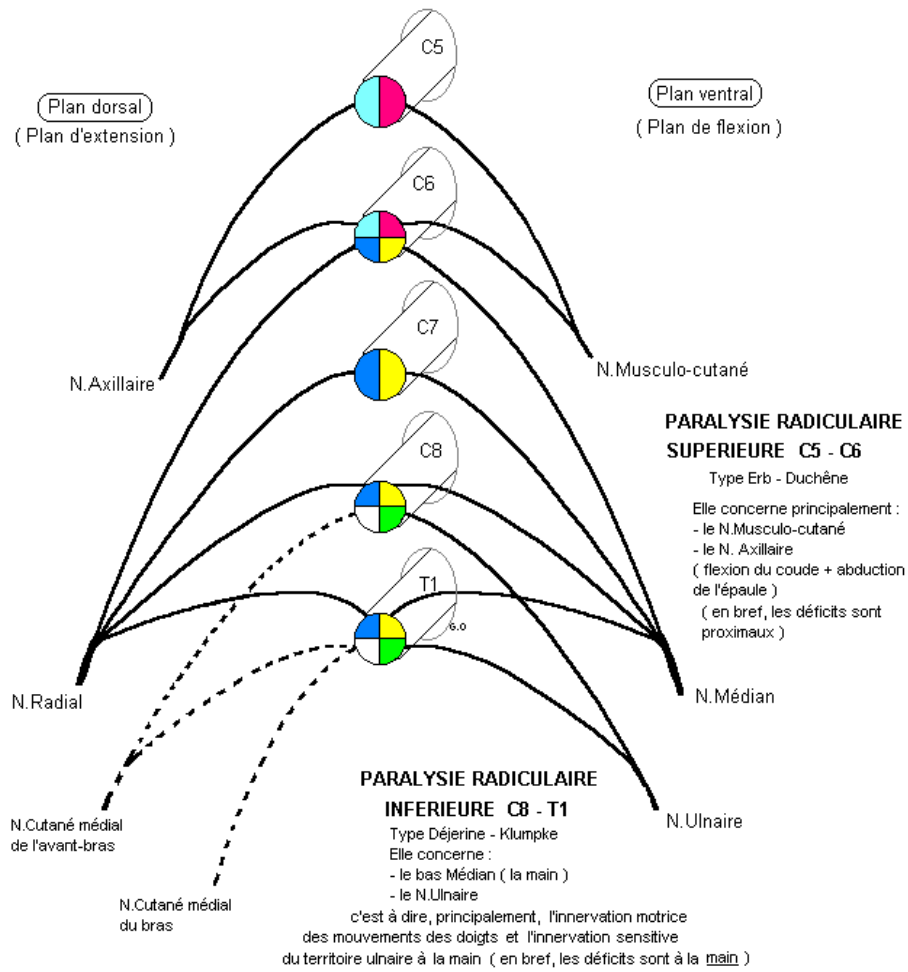 C5
Plan dorsal
( Plan d'extension )
Plan ventral
( Plan de flexion )
C6
C7
N.Axillaire
N.Musculo-cutané
PARALYSIE RADICULAIRE
SUPERIEURE C5 - C6
Type Erb - Duchêne
Elle concerne principalement :
- le N.Musculo-cutané
- le N. Axillaire
( flexion du coude + abduction
de l'épaule )
( en bref, les déficits sont
proximaux )
C8
T1
6.0
N.Radial
N.Médian
PARALYSIE RADICULAIRE
INFERIEURE C8 - T1
Type Déjerine - Klumpke
Elle concerne :
- le bas Médian ( la main )
- le N.Ulnaire
c'est à dire, principalement, l'innervation motrice
des mouvements des doigts et l'innervation sensitive
du territoire ulnaire à la main ( en bref, les déficits sont à la main )
N.Ulnaire
N.Cutané médial
de l'avant-bras
N.Cutané médial
du bras